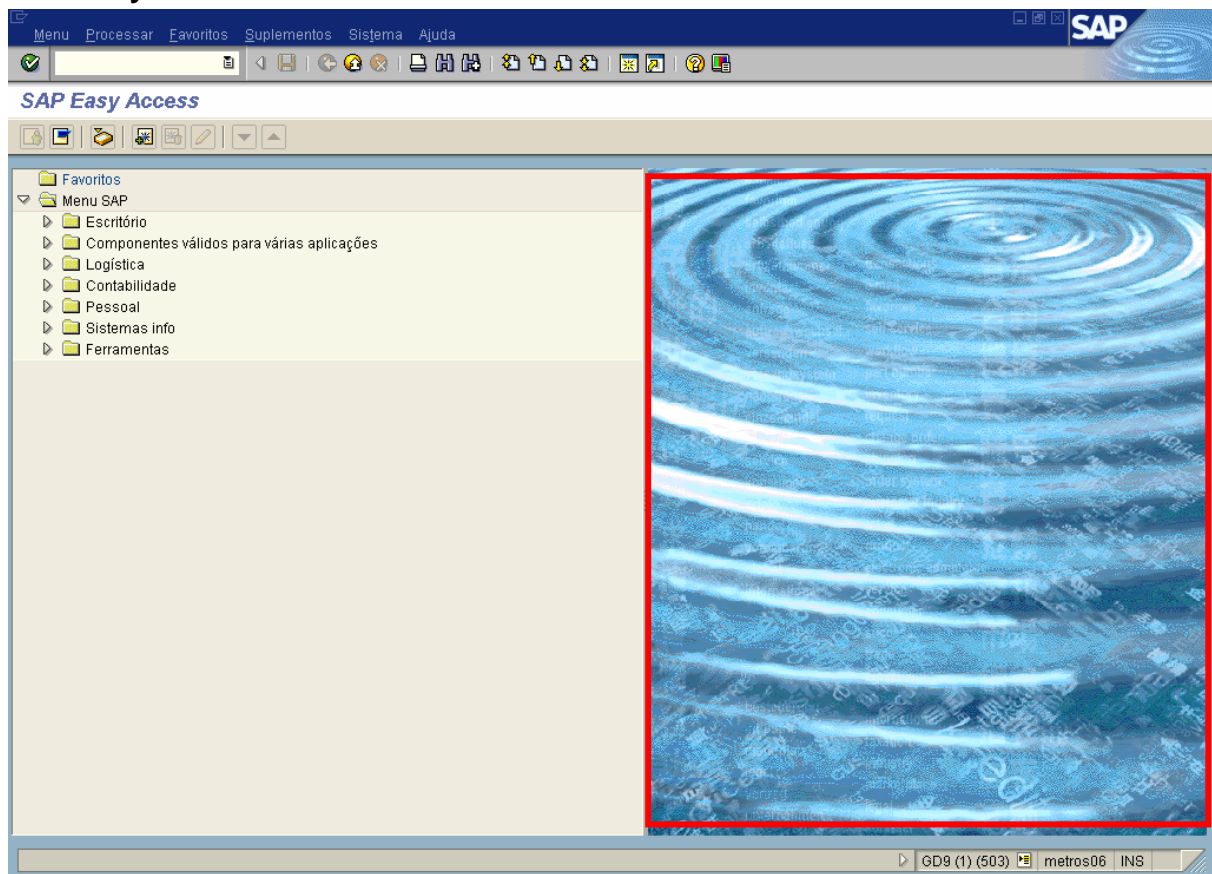 Menu Processar Favoritos Suplementos Sistema Ajuda
SAP
SAP Easy Access
Favoritos
Menu SAP
Escritório
Componentes válidos para várias aplicações
Logística
Contabilidade
Pessoal
Sistemas info
Ferramentas
GD9 (1) (503) metros06 INS